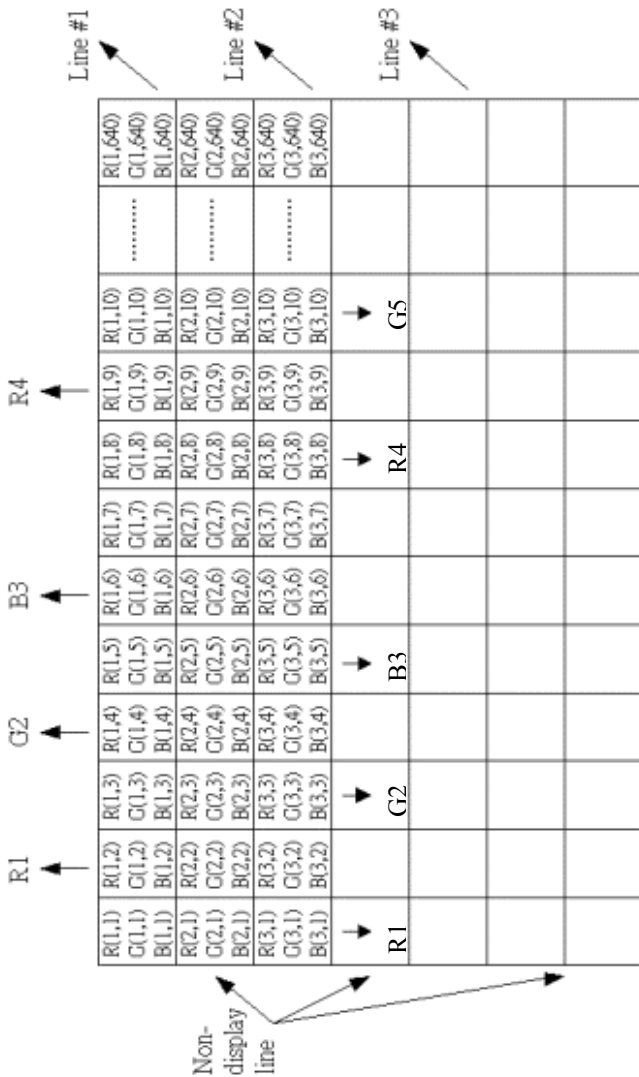 R1 G2 B3 R4
R(1,1) R(1,2) R(1,3) R(1,4) R(1,5) R(1,6) R(1,7) R(1,8) R(1,9) R(1,10) R(1,640)
G(1,1) G(1,2) G(1,3) G(1,4) G(1,5) G(1,6) G(1,7) G(1,8) G(1,9) G(1,10) ......... G(1,640)
B(1,1) B(1,2) B(1,3) B(1,4) B(1,5) B(1,6) B(1,7) B(1,8) B(1,9) B(1,10) B(1,640)
Line #1
R(2,1) R(2,2) R(2,3) R(2,4) R(2,5) R(2,6) R(2,7) R(2,8) R(2,9) R(2,10) R(2,640)
G(2,1) G(2,2) G(2,3) G(2,4) G(2,5) G(2,6) G(2,7) G(2,8) G(2,9) G(2,10) ......... G(2,640)
B(2,1) B(2,2) B(2,3) B(2,4) B(2,5) B(2,6) B(2,7) B(2,8) B(2,9) B(2,10) B(2,640)
Line #2
R(3,1) R(3,2) R(3,3) R(3,4) R(3,5) R(3,6) R(3,7) R(3,8) R(3,9) R(3,10) R(3,640)
G(3,1) G(3,2) G(3,3) G(3,4) G(3,5) G(3,6) G(3,7) G(3,8) G(3,9) G(3,10) ......... G(3,640)
B(3,1) B(3,2) B(3,3) B(3,4) B(3,5) B(3,6) B(3,7) B(3,8) B(3,9) B(3,10) B(3,640)
Line #3
R1 G2 B3 R4 G5
Non-
display
line